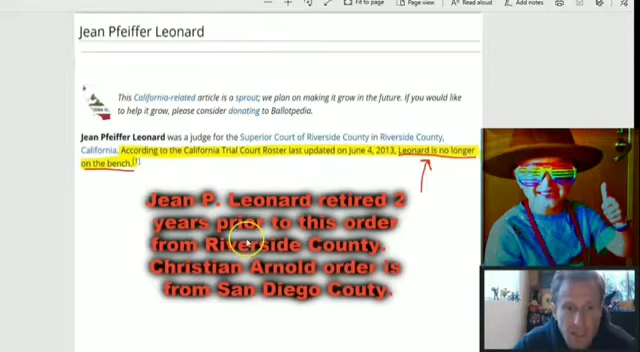 Fit to page
Page view
Read aloud
Add notes
Jean Pfeiffer Leonard
This California-related article is a sprout; we plan on making it grow in the future. If you would like
to help it grow, please consider donating to Ballotpedia.
Jean Pfeiffer Leonard was a judge for the Superior Court of Riverside County in Riverside County,
California. According to the California Trial Court Roster last updated on June 4, 2013, Leonard is no longer
on the bench.[1]
Jean P. Leonard retired 2
years prior to this order
from Riverside County.
Christian Arnold order is
from San Diego Couty.